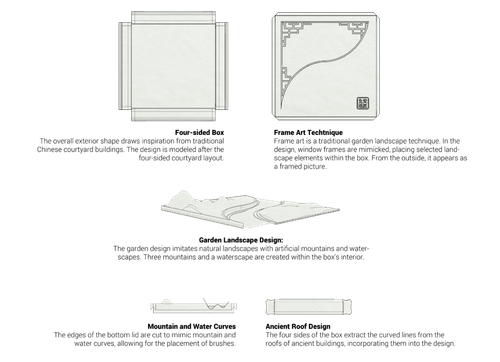 Four-sided Box
The overall exterior shape draws inspiration from traditional
Chinese courtyard buildings. The design is modeled after the
four-sided courtyard layout.
Frame Art Techtnique
Frame art is a traditional garden landscape technique. In the
design, window frames are mimicked, placing selected land-
scape elements within the box. From the outside, it appears as
a framed picture.
Garden Landscape Design:
The garden design imitates natural landscapes with artificial mountains and water-
scapes. Three mountains and a waterscape are created within the box's interior.
Mountain and Water Curves
The edges of the bottom lid are cut to mimic mountain and
water curves, allowing for the placement of brushes.
Ancient Roof Design
The four sides of the box extract the curved lines from the
roofs of ancient buildings, incorporating them into the design.